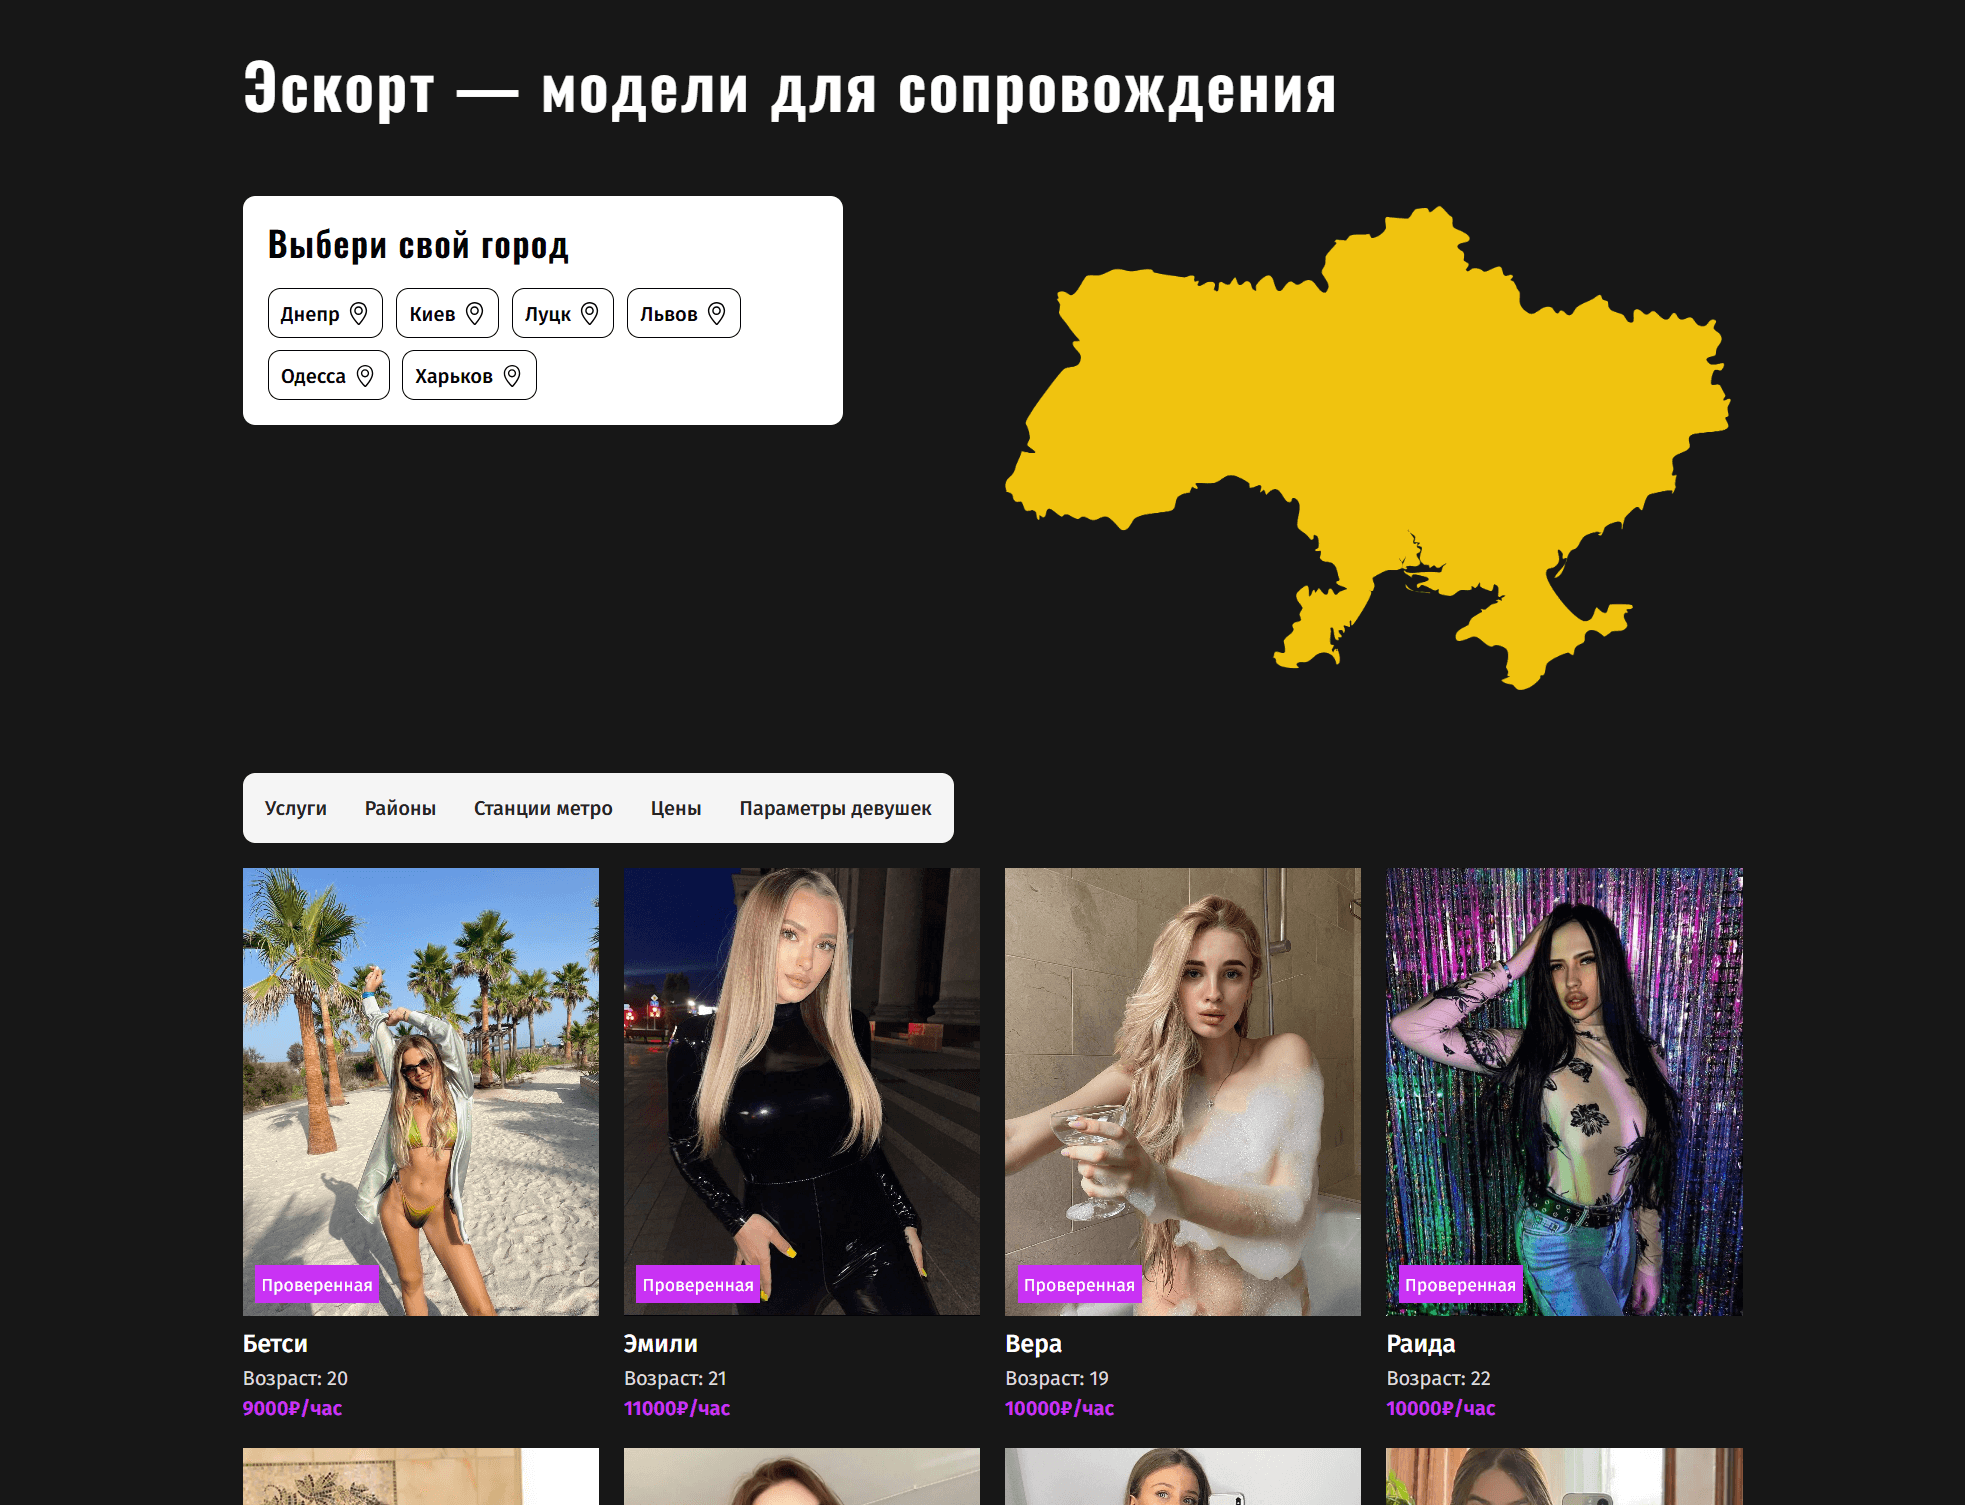 Эскорт — модели для сопровождения
Выбери свой город
Днепр
Киев
Луцк
Львов
Одесса
Харьков
Услуги
Районы
Станции метро
Цены
Параметры девушек
Проверенная
Бетси
Возраст: 20
9000₽/час
Проверенная
Эмили
Возраст: 21
11000₽/час
Проверенная
Вера
Возраст: 19
10000₽/час
Проверенная
Раида
Возраст: 22
10000₽/час